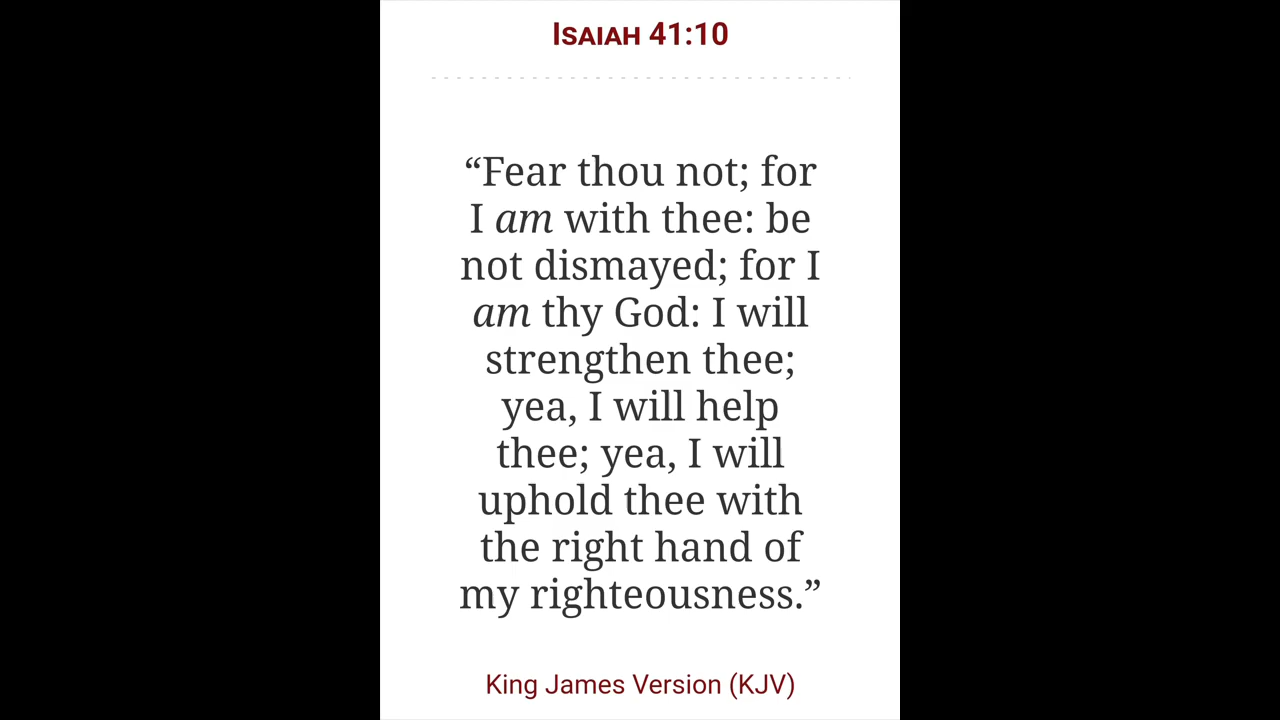 Isaiah 41:10
“Fear thou not; for
I am with thee: be
not dismayed; for I
am thy God: I will
strengthen thee;
yea, I will help
thee; yea, I will
uphold thee with
the right hand of
my righteousness.”
King James Version (KJV)